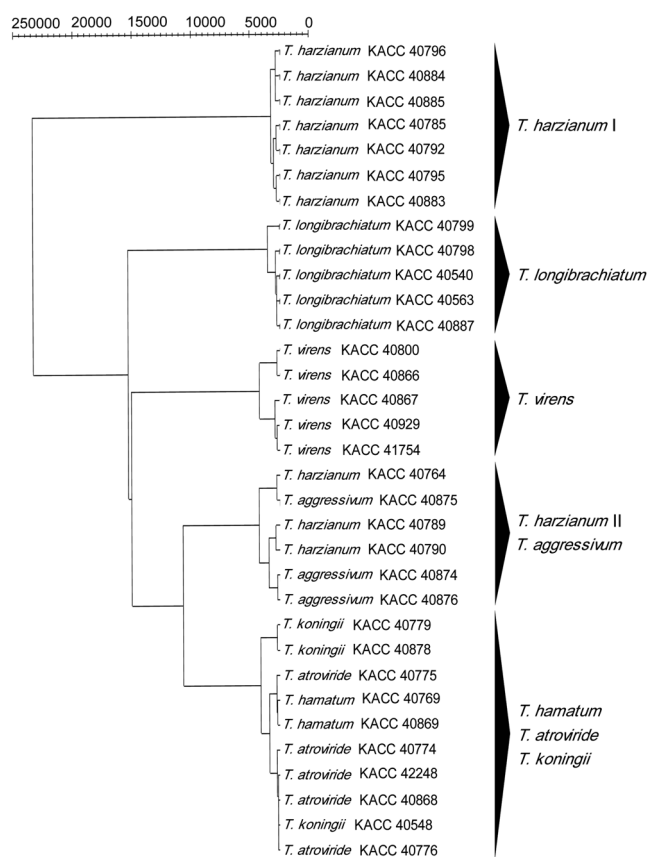 250000 20000 15000 10000 5000 0
T. harzianum KACC 40796
T. harzianum KACC 40884
T. harzianum KACC 40885
T. harzianum KACC 40785
T. harzianum KACC 40792
T. harzianum KACC 40795
T. harzianum KACC 40883
T. harzianum I
T. longibrachiatum KACC 40799
T. longibrachiatum KACC 40798
T. longibrachiatum KACC 40540
T. longibrachiatum KACC 40563
T. longibrachiatum KACC 40887
T. longibrachiatum
T. virens KACC 40800
T. virens KACC 40866
T. virens KACC 40867
T. virens KACC 40929
T. virens KACC 41754
T. virens
T. harzianum KACC 40764
T. aggressivum KACC 40875
T. harzianum KACC 40789
T. harzianum KACC 40790
T. aggressivum KACC 40874
T. aggressivum KACC 40876
T. harzianum II
T. aggressivum
T. koningii KACC 40779
T. koningii KACC 40878
T. atroviride KACC 40775
T. hamatum KACC 40769
T. hamatum KACC 40869
T. atroviride KACC 40774
T. atroviride KACC 42248
T. atroviride KACC 40868
T. koningii KACC 40548
T. atroviride KACC 40776
T. hamatum
T. atroviride
T. koningii